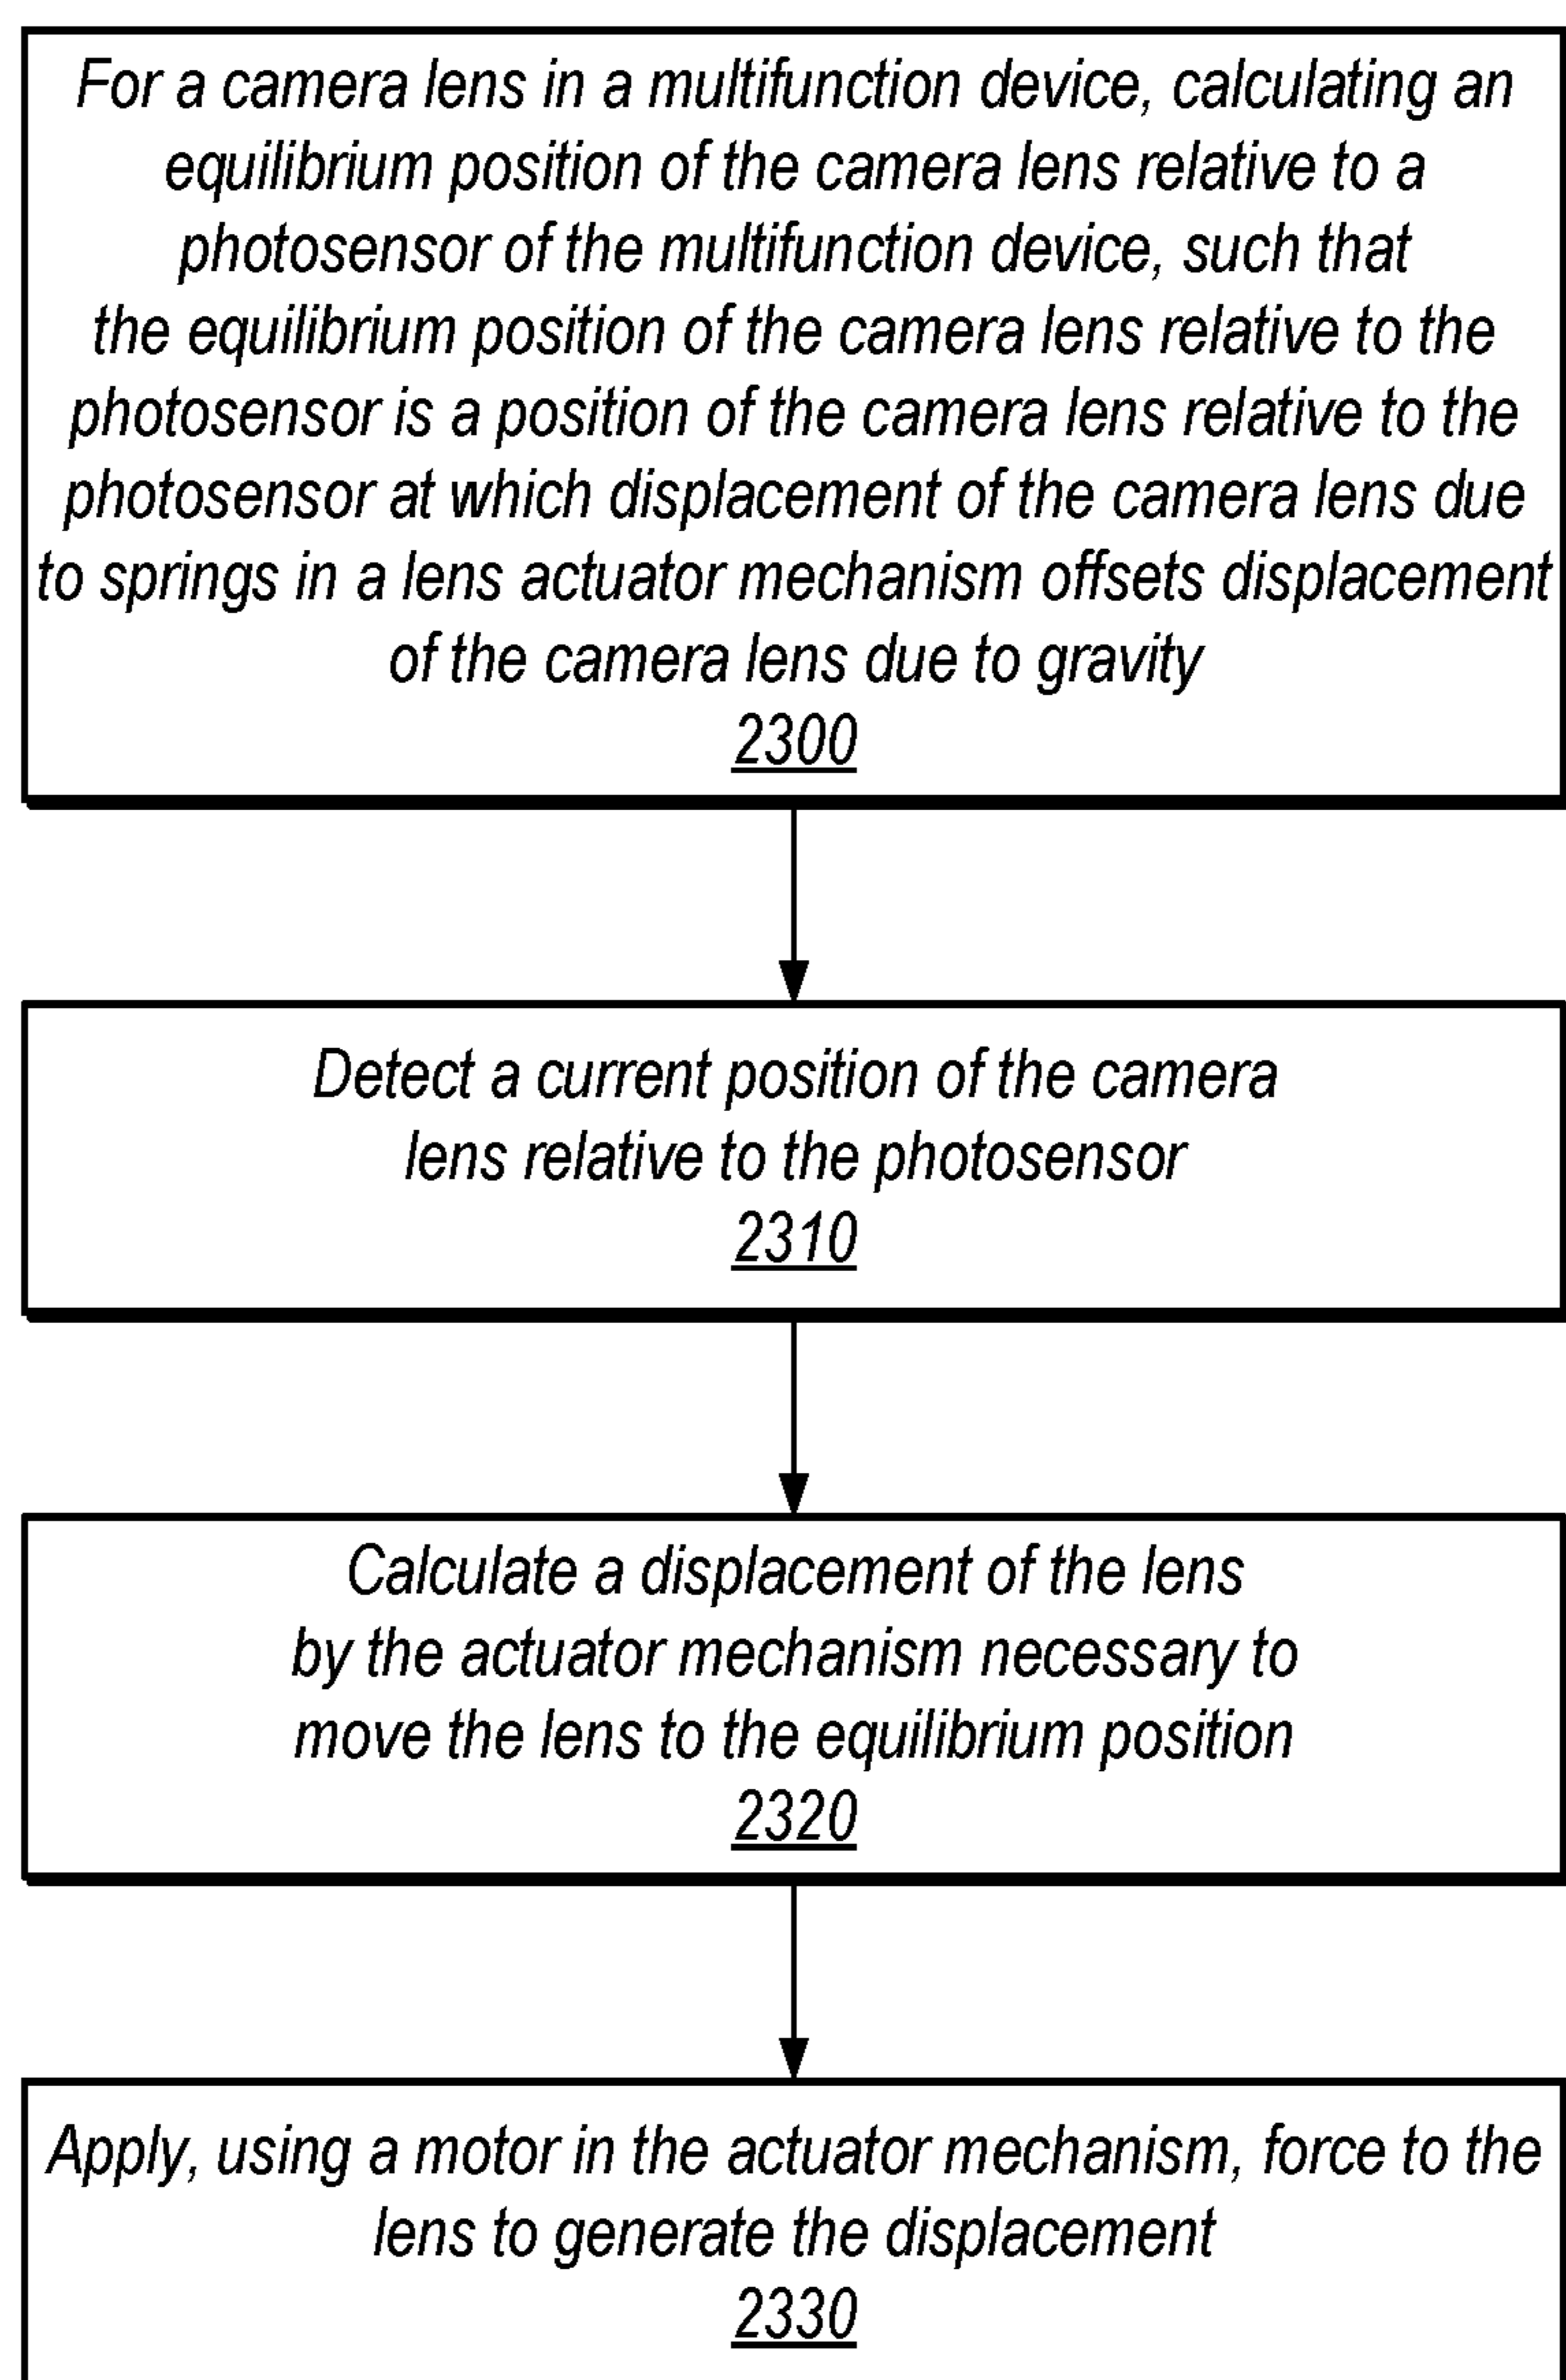 For a camera lens in a multifunction device, calculating an
equilibrium position of the camera lens relative to a
photosensor of the multifunction device, such that
the equilibrium position of the camera lens relative to the
photosensor is a position of the camera lens relative to the
photosensor at which displacement of the camera lens due
to springs in a lens actuator mechanism offsets displacement
of the camera lens due to gravity
2300
Detect a current position of the camera
lens relative to the photosensor
2310
Calculate a displacement of the lens
by the actuator mechanism necessary to
move the lens to the equilibrium position
2320
Apply, using a motor in the actuator mechanism, force to the
lens to generate the displacement
2330